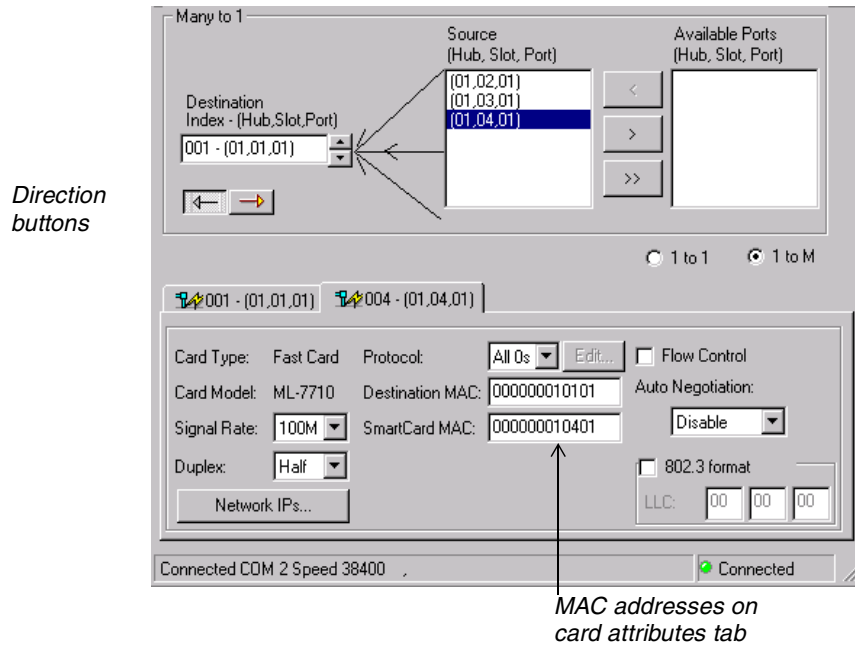 Many to 1
Source
(Hub, Slot, Port)
Available Ports
(Hub, Slot, Port)
(01,02,01)
(01,03,01)
(01,04,01)
<
>
>>
Destination
Index - (Hub,Slot,Port)
001 - (01,01,01)
Direction
buttons
1 to 1
1 to M
001 - (01,01,01)
004 - (01,04,01)
Card Type: Fast Card Protocol: All 0s Edit... Flow Control
Card Model: ML-7710 Destination MAC: 000000010101 Auto Negotiation:
Signal Rate: 100M SmartCard MAC: 000000010401 Disable
Duplex: Half 802.3 format
Network IPs... LLC: 00 00 00
Connected COM 2 Speed 38400 , Connected
MAC addresses on
card attributes tab